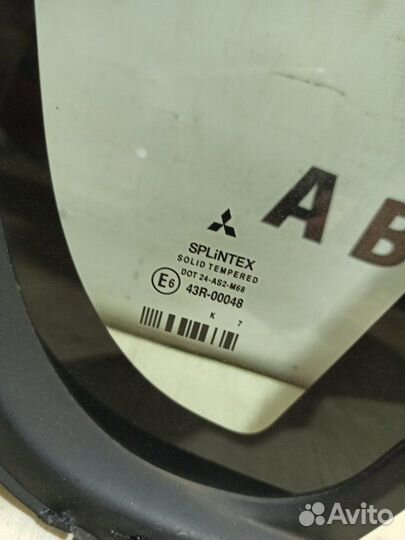 A B
SPLiNTEX
SOLID TEMPERED
DOT 24-AS2-M68
E6 43R-00048
K 7
Avito